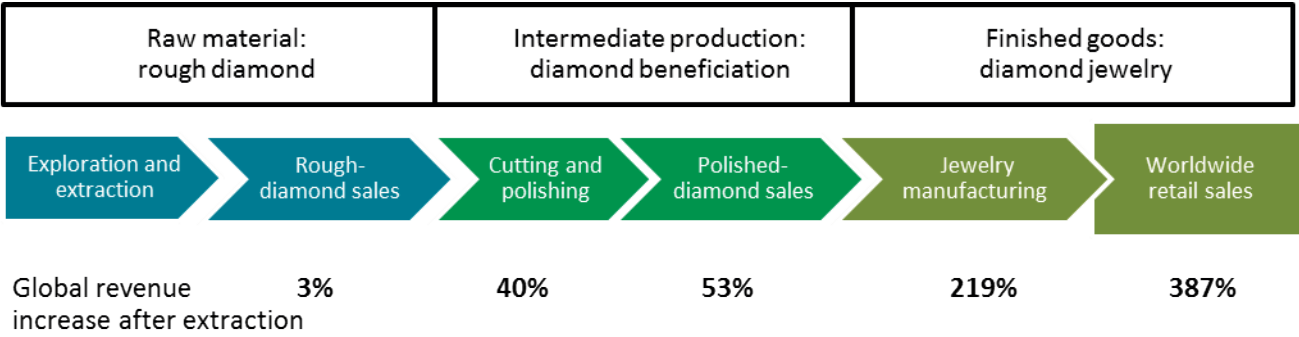 Raw material:
rough diamond
Intermediate production:
diamond beneficiation
Finished goods:
diamond jewelry
Exploration and
extraction
Rough-
diamond sales
Cutting and
polishing
Polished-
diamond sales
Jewelry
manufacturing
Worldwide
retail sales
Global revenue
increase after extraction
3%
40%
53%
219%
387%